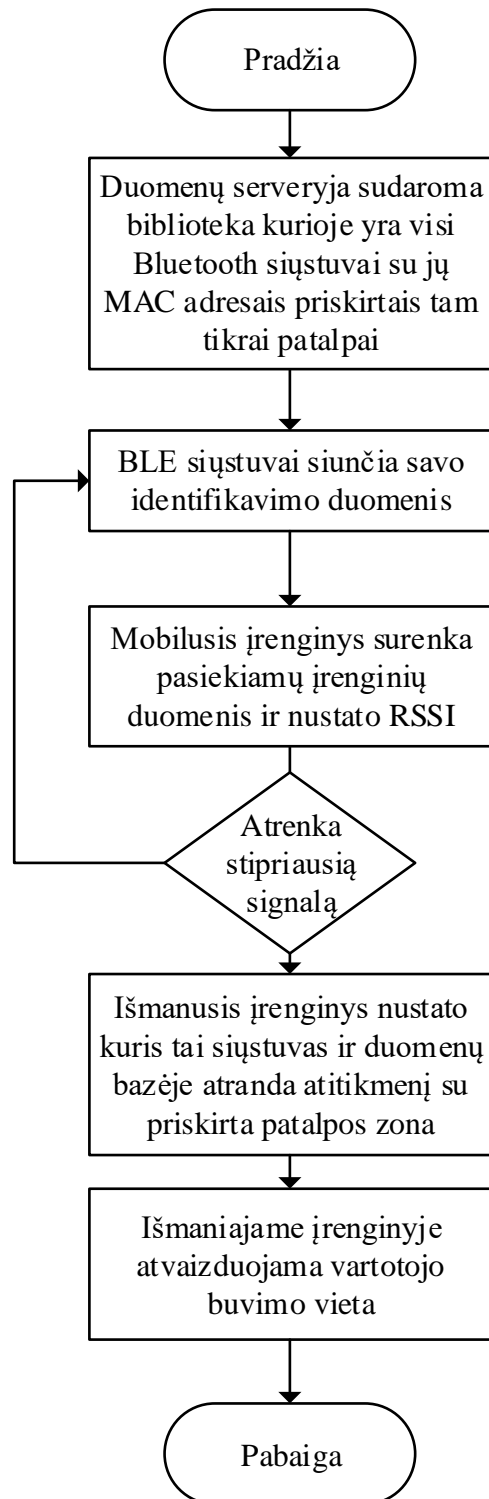 Pradžia
Duomenų serveryja sudaroma
biblioteka kurioje yra visi
Bluetooth siųstuvai su jų
MAC adresais priskirtais tam
tikrai patalpai
BLE siųstuvai siunčia savo
identifikavimo duomenis
Mobilusis įrenginys surenka
pasiekiamų įrenginių
duomenis ir nustato RSSI
Atrenka
stipriausią
signalą
Išmanusis įrenginys nustato
kuris tai siųstuvas ir duomenų
bazėje atranda atitikmenį su
priskirta patalpos zona
Išmaniajame įrenginyje
atvaizduojama vartotojo
buvimo vieta
Pabaiga